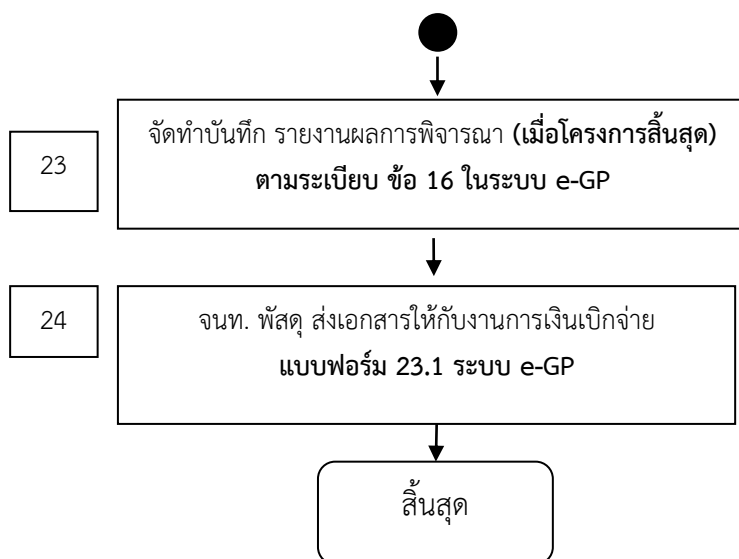 23
จัดทำบันทึก รายงานผลการพิจารณา (เมื่อโครงการสิ้นสุด)
ตามระเบียบ ข้อ 16 ในระบบ e-GP
24
จนท. พัสดุ ส่งเอกสารให้กับงานการเงินเบิกจ่าย
แบบฟอร์ม 23.1 ระบบ e-GP
สิ้นสุด